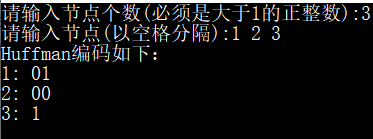 请输入节点个数(必须是大于1的正整数):3
请输入节点(以空格分隔):1 2 3
Huffman编码如下:
1: 01
2: 00
3: 1